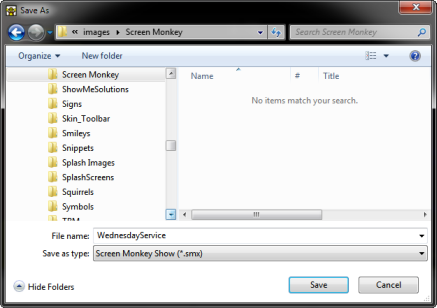 Save As
« images ▸ Screen Monkey
Search Screen Monkey
Organize
New folder
Screen Monkey
ShowMeSolutions
Signs
Skin_Toolbar
Smileys
Snippets
Splash Images
SplashScreens
Squirrels
Symbols
Name # Title
No items match your search.
File name: WednesdayService
Save as type: Screen Monkey Show (*.smx)
Hide Folders
Save
Cancel